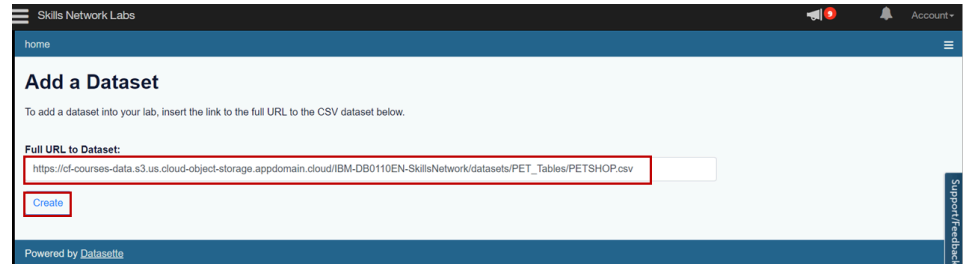 Skills Network Labs
9
Account
home
Add a Dataset
To add a dataset into your lab, insert the link to the full URL to the CSV dataset below.
Full URL to Dataset:
https://cf-courses-data.s3.us.cloud-object-storage.appdomain.cloud/IBM-DB0110EN-SkillsNetwork/datasets/PET_Tables/PETSHOP.csv
Create
Support/Feedback
Powered by Datasette